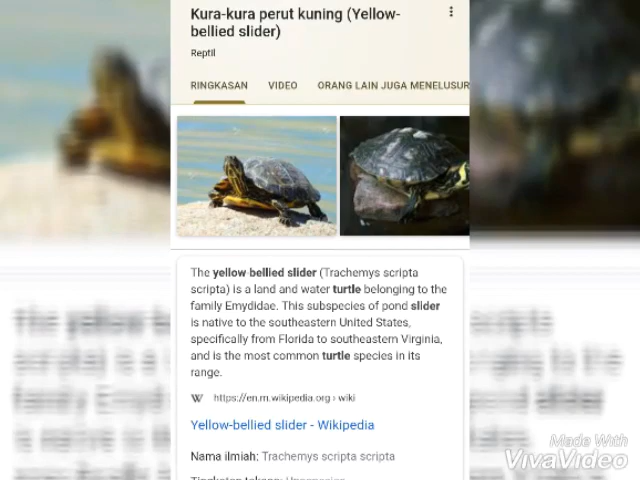 Kura-kura perut kuning (Yellow-
bellied slider)
Reptil
RINGKASAN VIDEO ORANG LAIN JUGA MENELUSUR
The yellow-bellied slider (Trachemys scripta
scripta) is a land and water turtle belonging to the
family Emydidae. This subspecies of pond slider
is native to the southeastern United States,
specifically from Florida to southeastern Virginia,
and is the most common turtle species in its
range.
W https://en.m.wikipedia.org › wiki
Yellow-bellied slider - Wikipedia
Nama ilmiah: Trachemys scripta scripta
Made With
VivaVideo